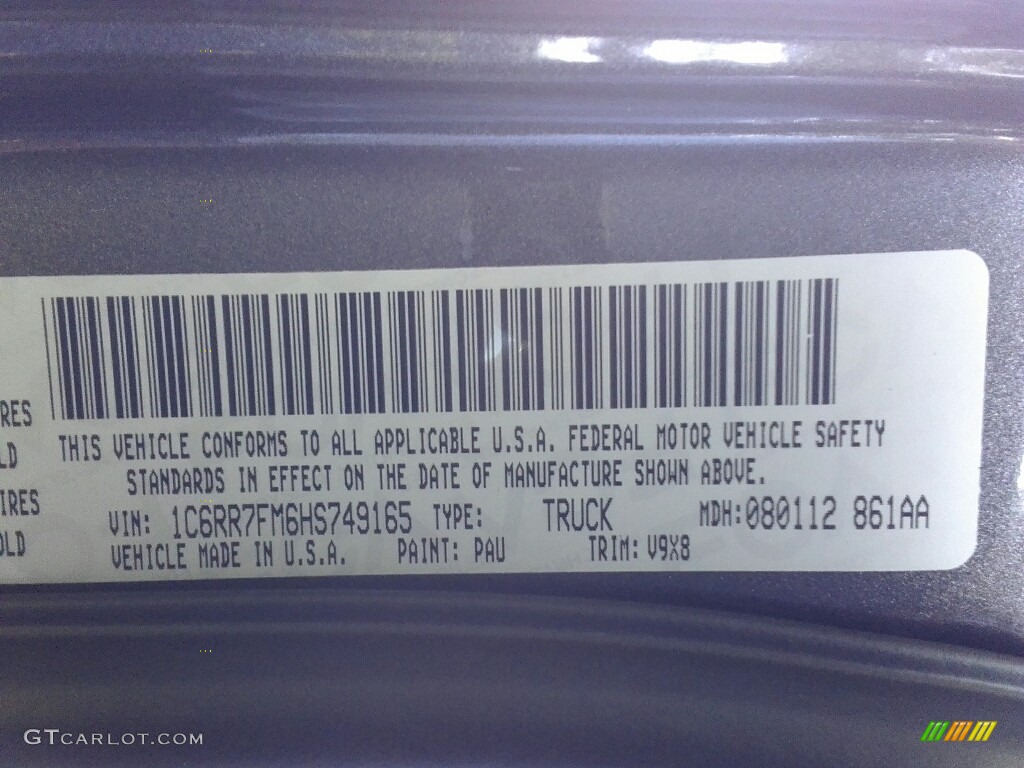 IRES
LD
IRES
OLD
THIS VEHICLE CONFORMS TO ALL APPLICABLE U.S.A. FEDERAL MOTOR VEHICLE SAFETY
STANDARDS IN EFFECT ON THE DATE OF MANUFACTURE SHOWN ABOVE.
VIN: 1C6RR7FM6HS749165 TYPE: TRUCK MDH:080112 861AA
VEHICLE MADE IN U.S.A. PAINT: PAU TRIM: V9X8
GTCARLOT.COM